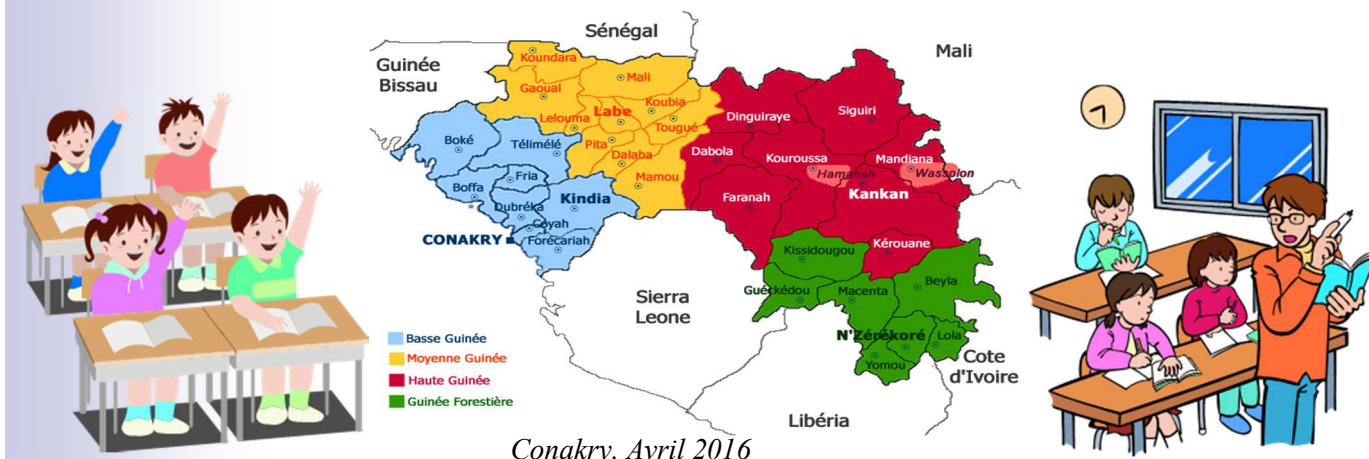 Sénégal
Mali
Guinée
Bissau
Koundara
Mali
Gaoual
Koubia
Lelouma
Labe
Tougué
Siguiri
Dinguiraye
Boké
Télimélé
Pita
Dalaba
Dabola
Kouroussa
Mandiana
Hamanah
Wassolon
Fria
Boffa
Mamou
Kindia
Faranah
Kankan
Dubréka
Coyah
CONAKRY
Forécariah
Kissidougou
Kérouane
Guéckédou
Macenta
Beyla
Sierra
Leone
N'Zérékoré
Lola
Yomou
Cote
d'Ivoire
Libéria
Basse Guinée
Moyenne Guinée
Haute Guinée
Guinée Forestière
Conakry, Avril 2016